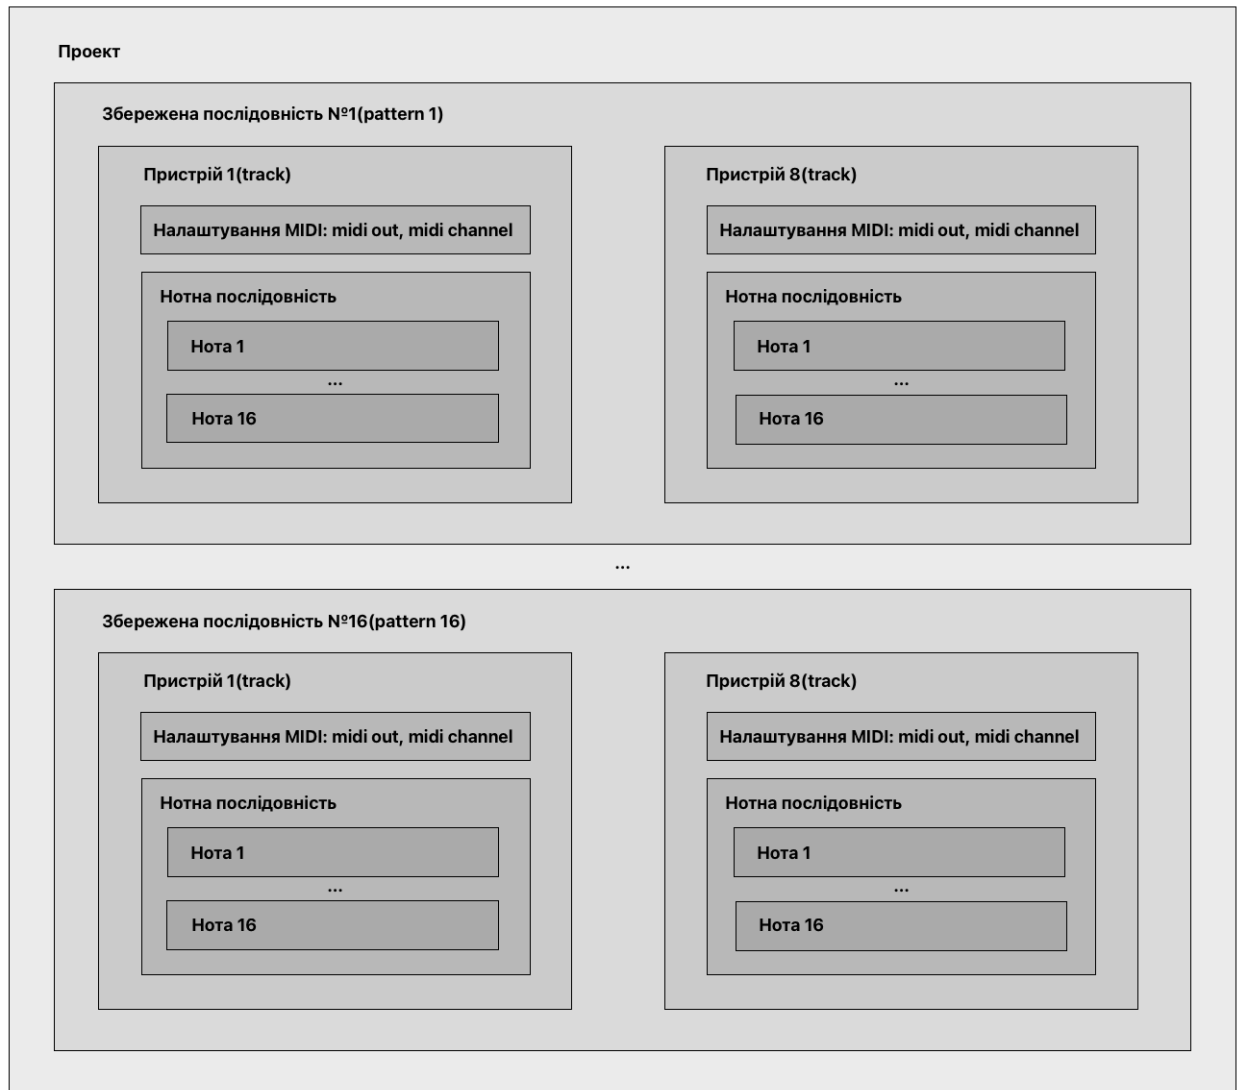 Проект
Збережена послідовність №1(pattern 1)
Пристрій 1(track)
Налаштування MIDI: midi out, midi channel
Нотна послідовність
Нота 1
...
Нота 16
Пристрій 8(track)
Налаштування MIDI: midi out, midi channel
Нотна послідовність
Нота 1
...
Нота 16
...
Збережена послідовність №16(pattern 16)
Пристрій 1(track)
Налаштування MIDI: midi out, midi channel
Нотна послідовність
Нота 1
...
Нота 16
Пристрій 8(track)
Налаштування MIDI: midi out, midi channel
Нотна послідовність
Нота 1
...
Нота 16